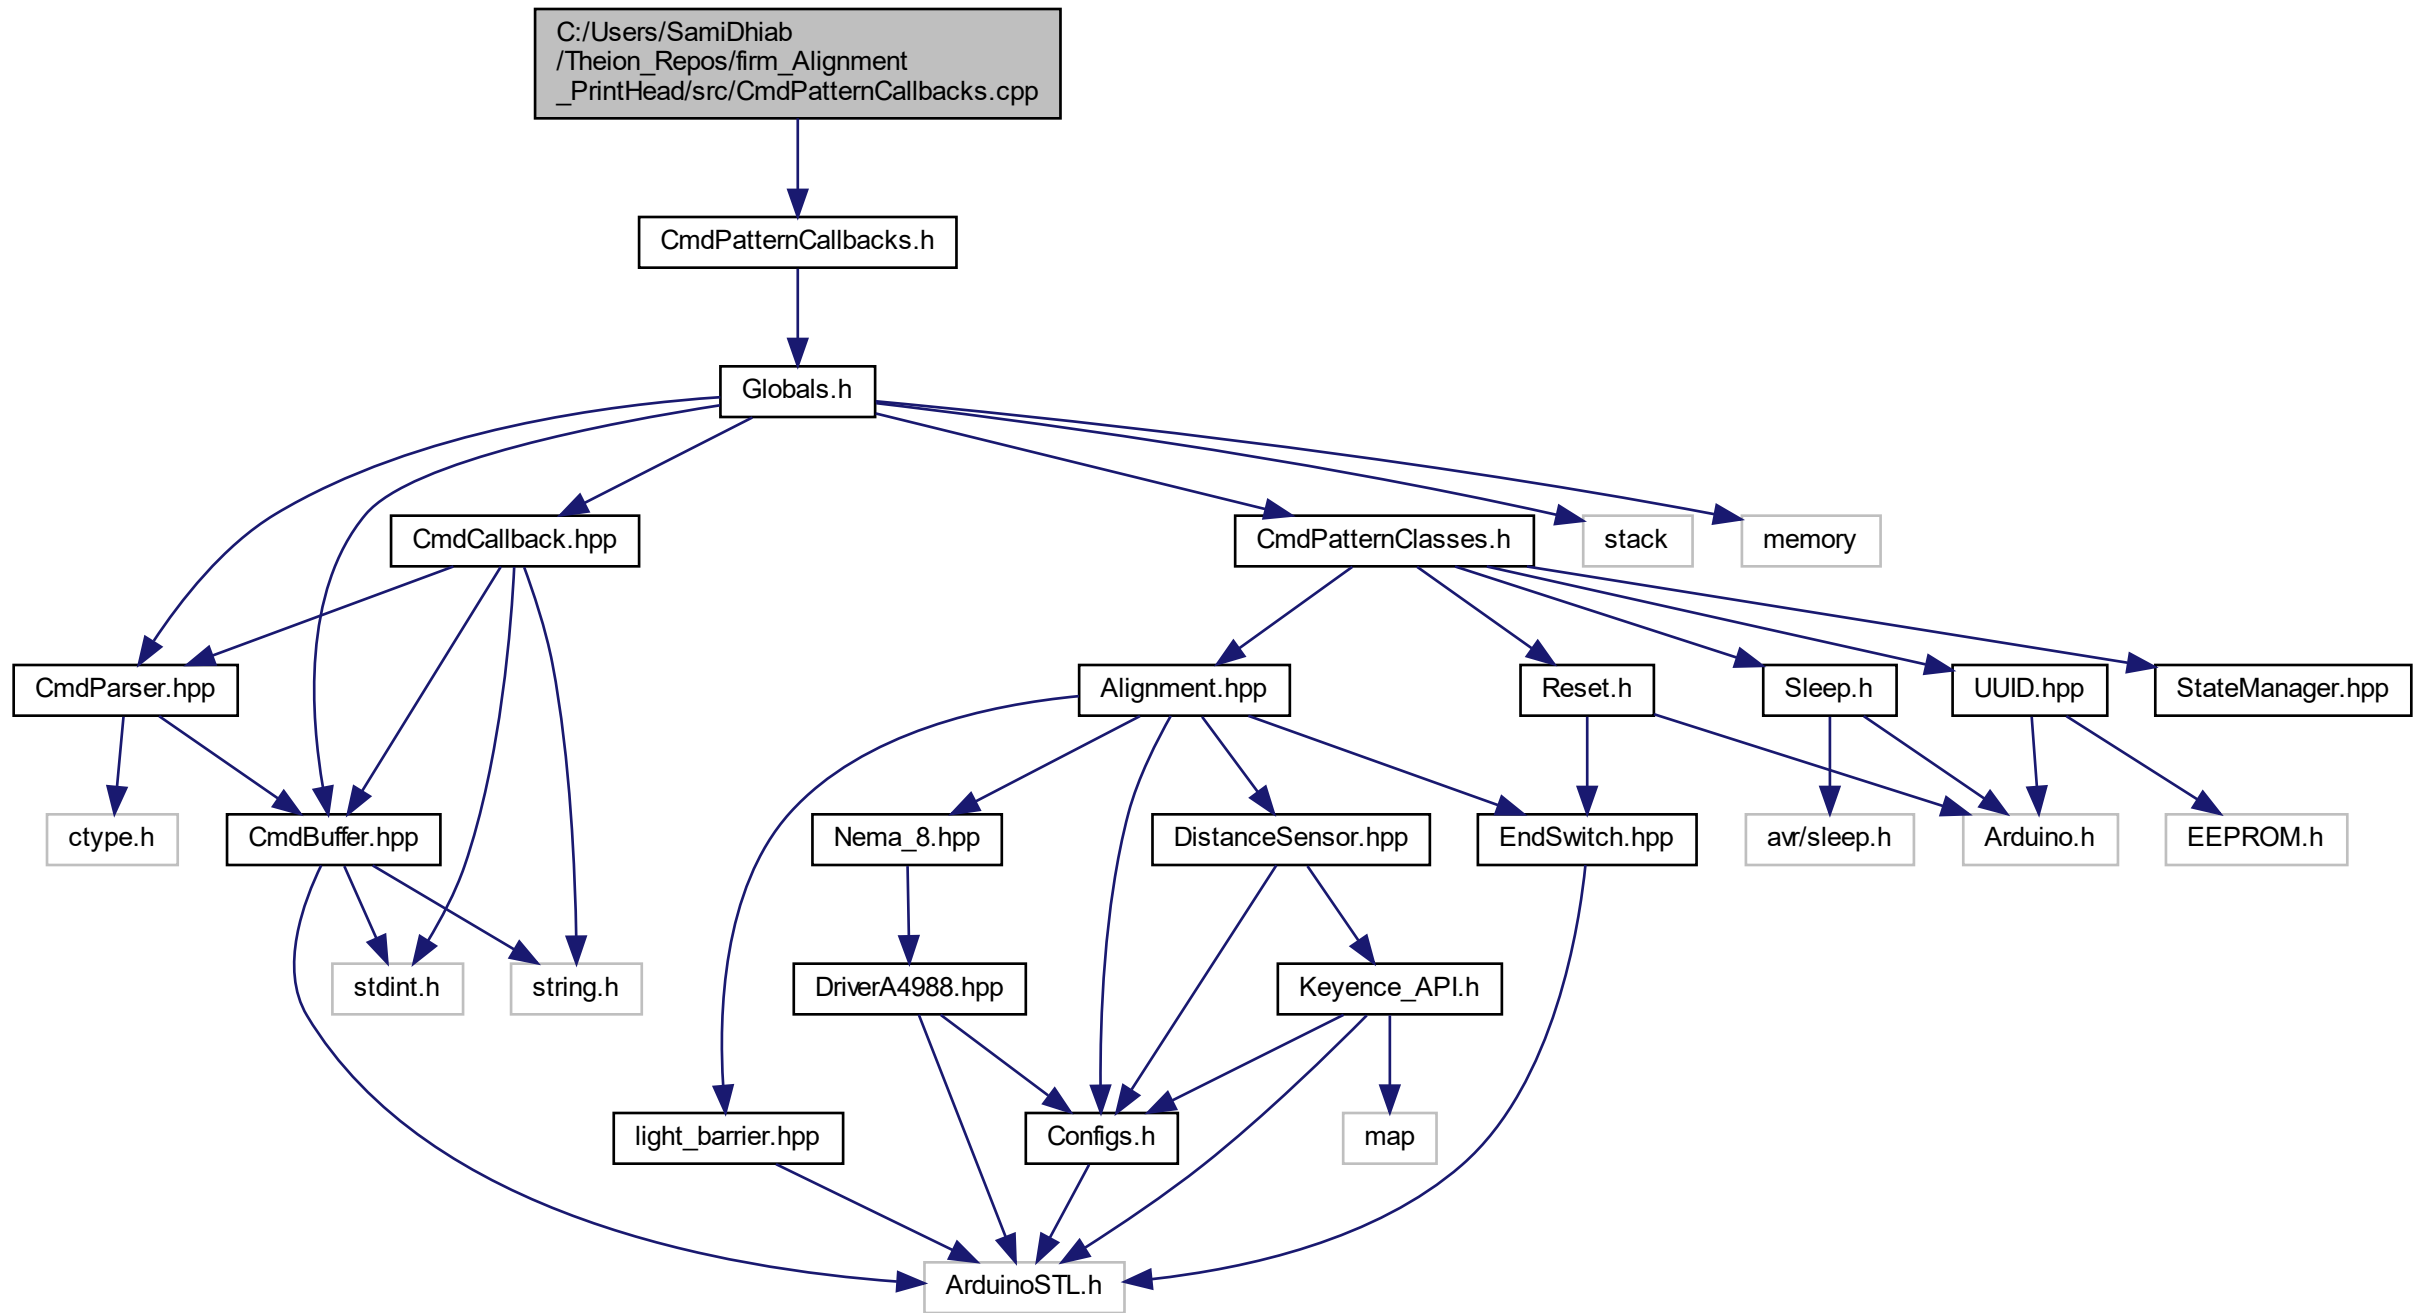 C:/Users/SamiDhiab
/Theion_Repos/firm_Alignment
_PrintHead/src/CmdPatternCallbacks.cpp
CmdPatternCallbacks.h
Globals.h
CmdCallback.hpp
CmdPatternClasses.h
stack
memory
CmdParser.hpp
Alignment.hpp
Reset.h
Sleep.h
UUID.hpp
StateManager.hpp
ctype.h
CmdBuffer.hpp
Nema_8.hpp
DistanceSensor.hpp
EndSwitch.hpp
avr/sleep.h
Arduino.h
EEPROM.h
stdint.h
string.h
DriverA4988.hpp
Keyence_API.h
light_barrier.hpp
Configs.h
map
ArduinoSTL.h